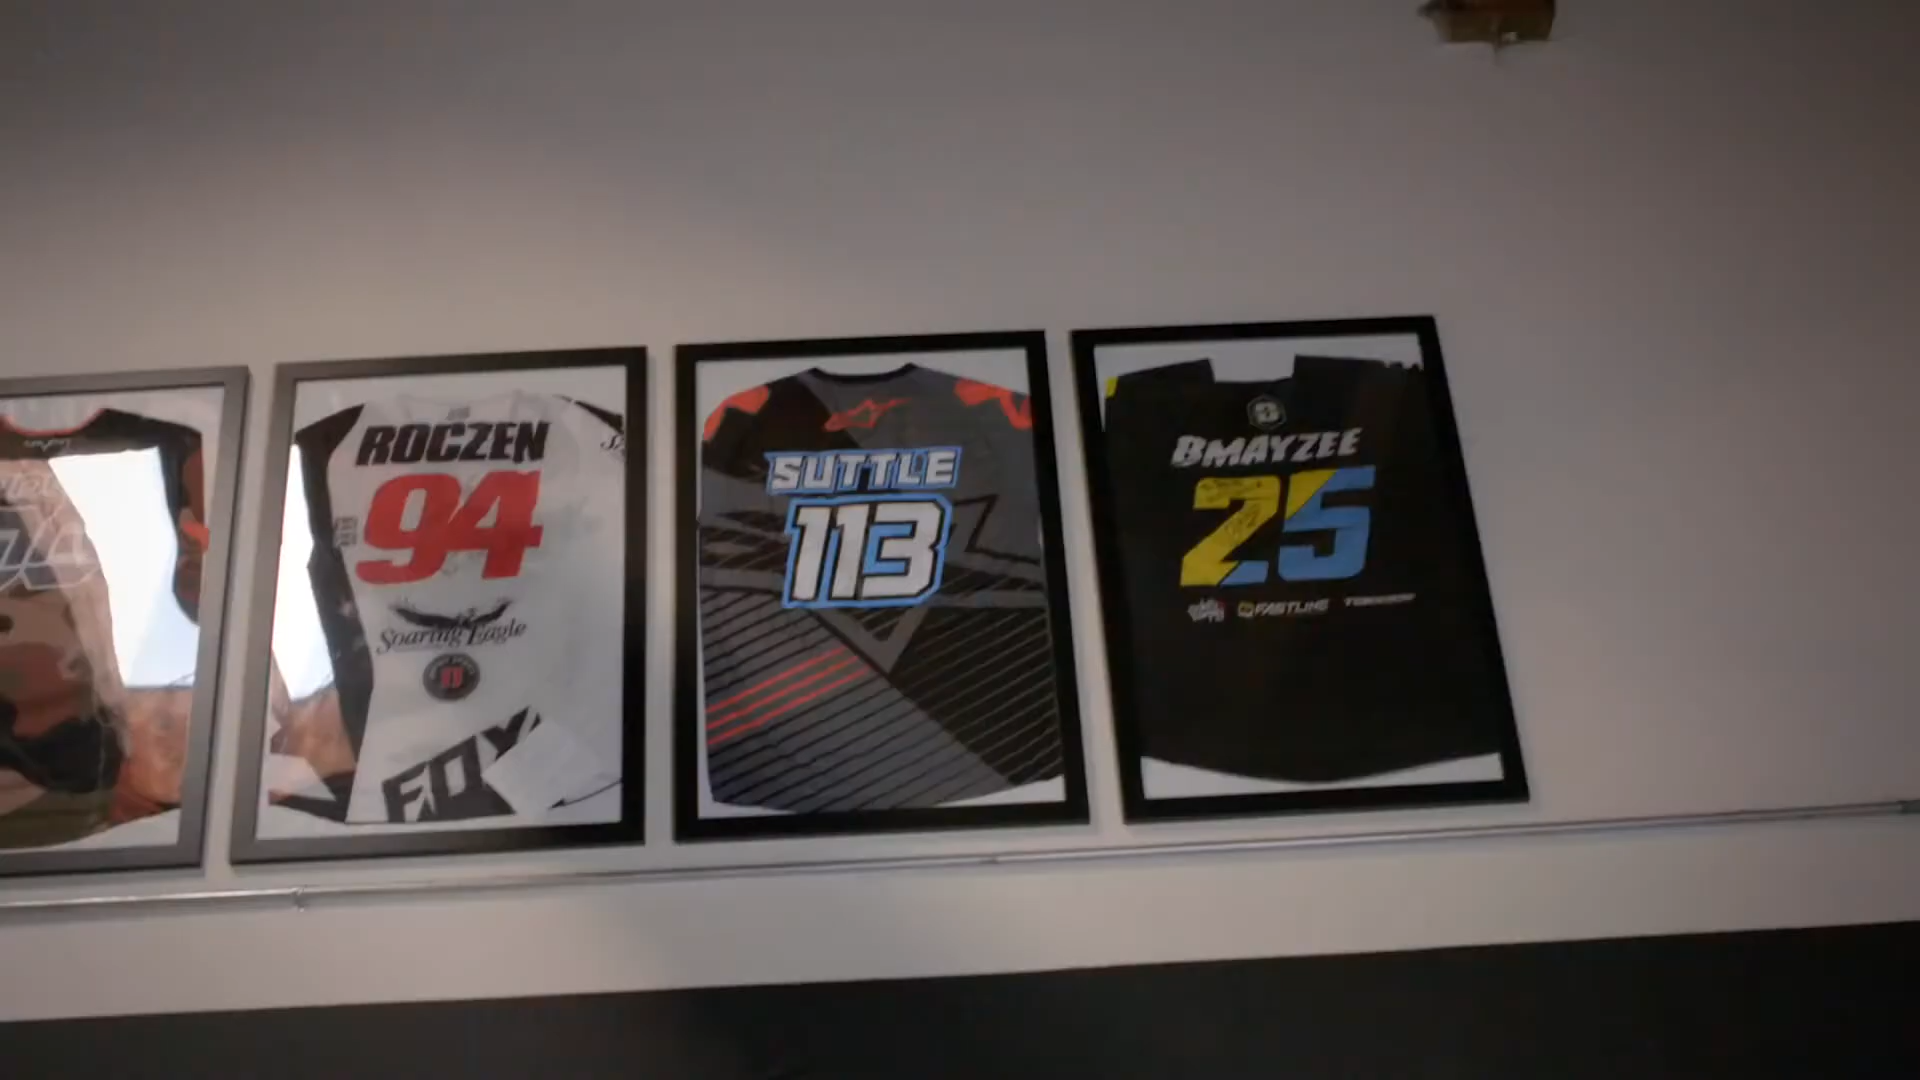 ROCZEN
94
Soaring Eagle
FOX
SUTTLE
113
BMAYZEE
25
FASTLINE